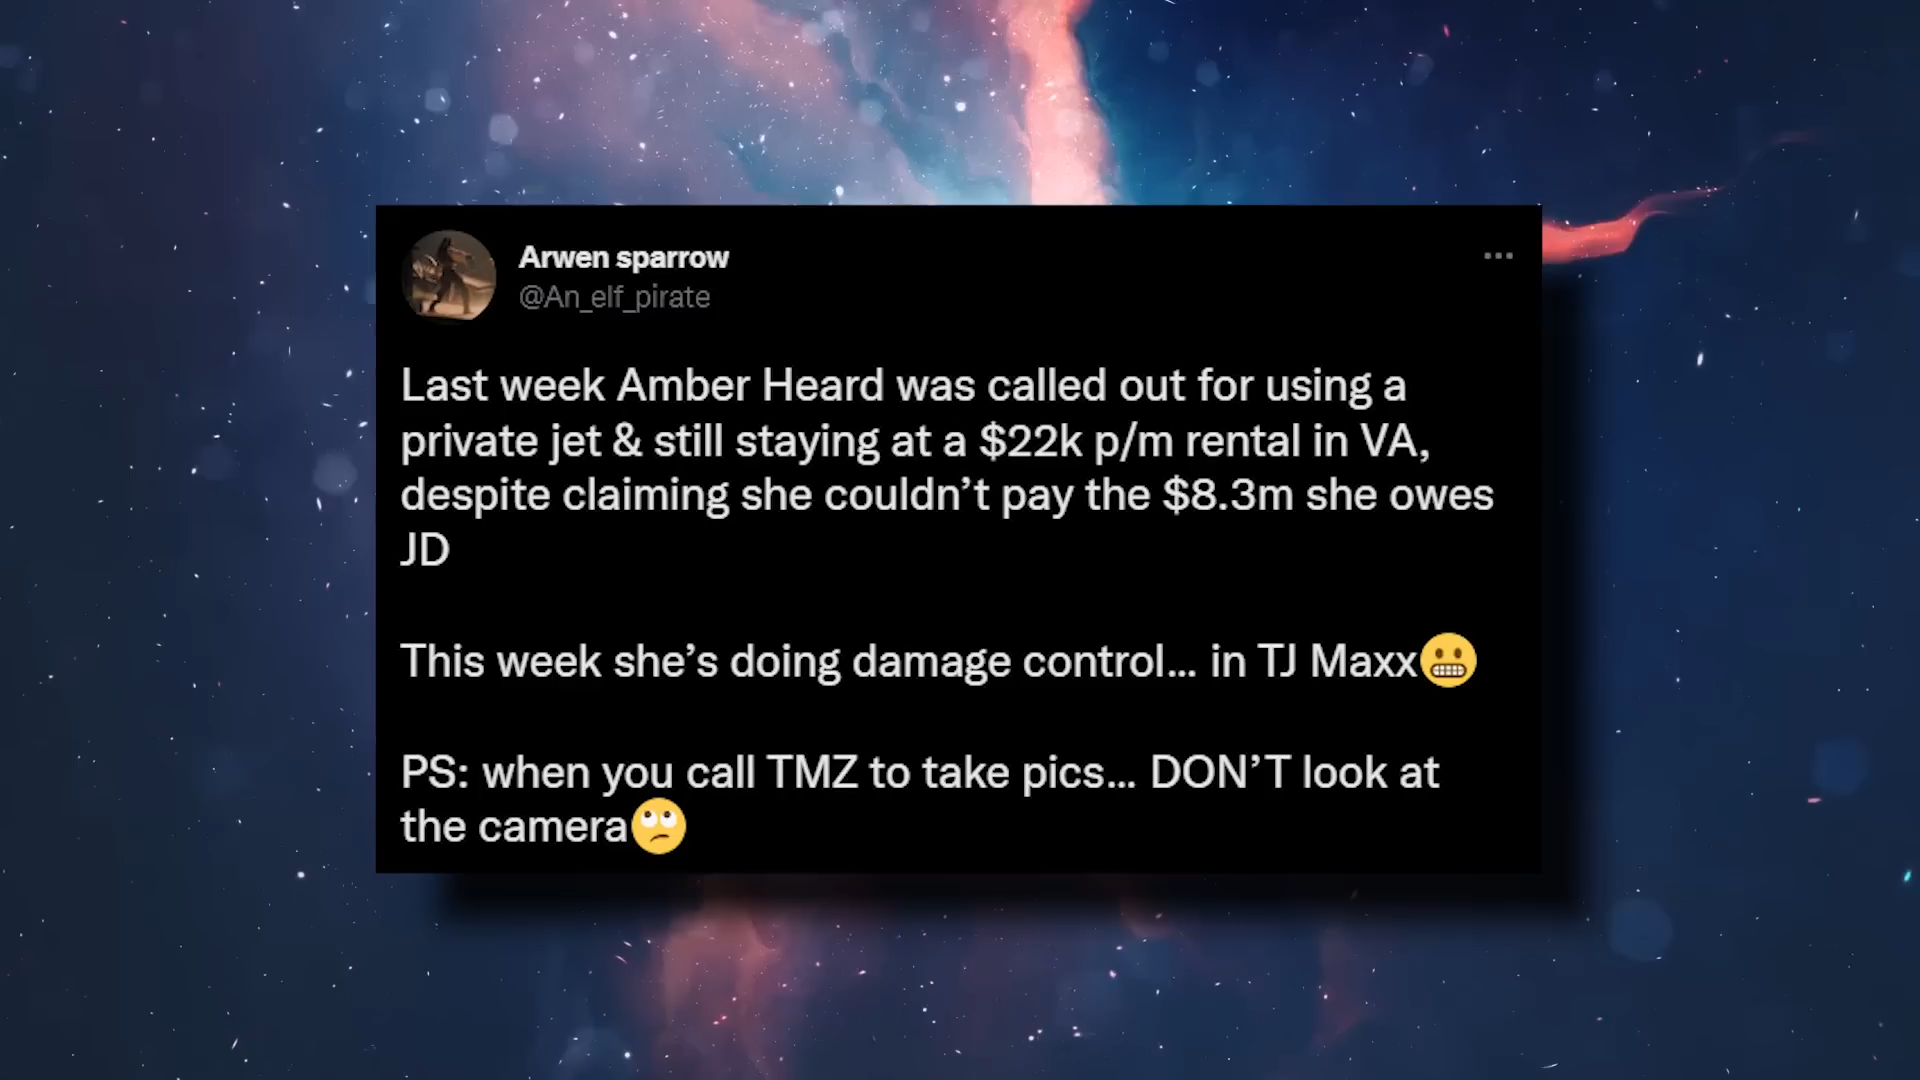 Arwen sparrow
@An_elf_pirate
Last week Amber Heard was called out for using a
private jet & still staying at a $22k p/m rental in VA,
despite claiming she couldn’t pay the $8.3m she owes
JD
This week she’s doing damage control... in TJ Maxx😬
PS: when you call TMZ to take pics... DON’T look at
the camera🙄